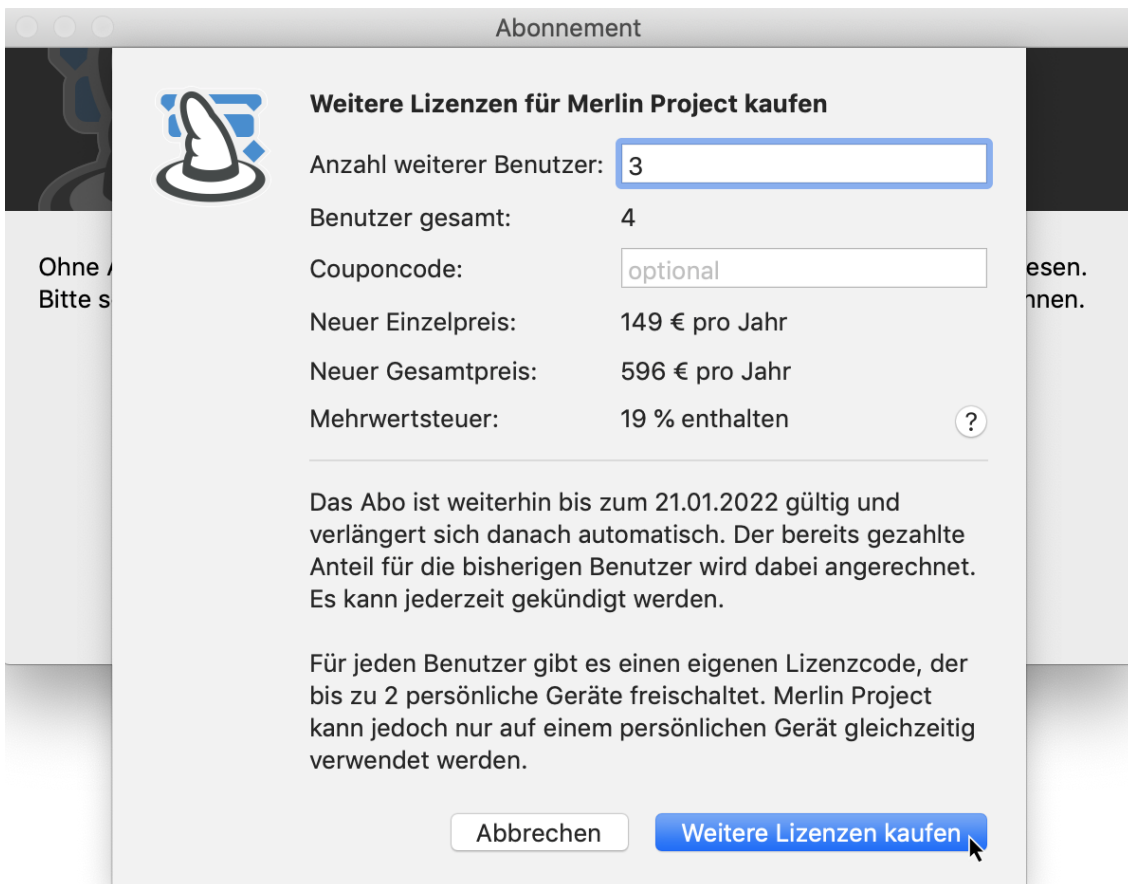 Abonnement
Weitere Lizenzen für Merlin Project kaufen
Anzahl weiterer Benutzer: 3
Benutzer gesamt: 4
Couponcode: optional
Neuer Einzelpreis: 149 € pro Jahr
Neuer Gesamtpreis: 596 € pro Jahr
Mehrwertsteuer: 19 % enthalten ?
Das Abo ist weiterhin bis zum 21.01.2022 gültig und
verlängert sich danach automatisch. Der bereits gezahlte
Anteil für die bisherigen Benutzer wird dabei angerechnet.
Es kann jederzeit gekündigt werden.
Für jeden Benutzer gibt es einen eigenen Lizenzcode, der
bis zu 2 persönliche Geräte freischaltet. Merlin Project
kann jedoch nur auf einem persönlichen Gerät gleichzeitig
verwendet werden.
Abbrechen Weitere Lizenzen kaufen
Ohne
Bitte